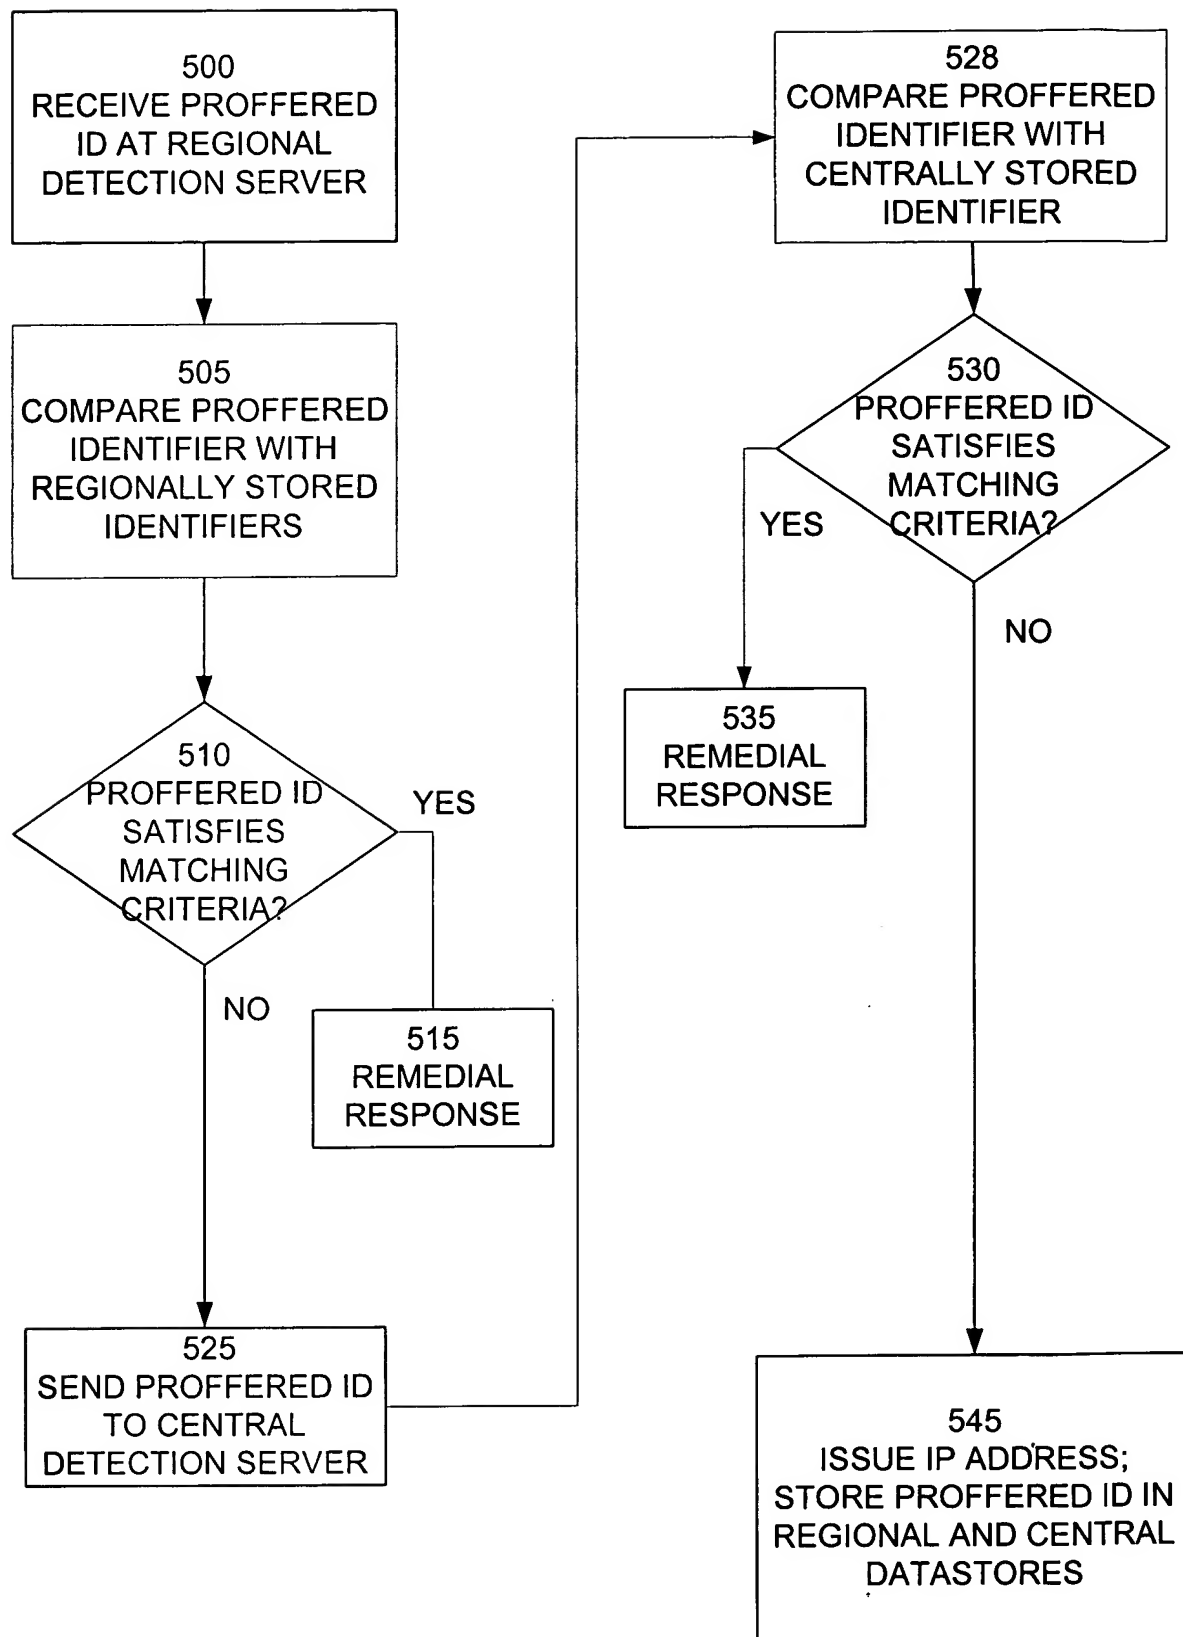 500
RECEIVE PROFFERED
ID AT REGIONAL
DETECTION SERVER
505
COMPARE PROFFERED
IDENTIFIER WITH
REGIONALLY STORED
IDENTIFIERS
510
PROFFERED ID
SATISFIES
MATCHING
CRITERIA?
YES
NO
515
REMEDIAL
RESPONSE
525
SEND PROFFERED ID
TO CENTRAL
DETECTION SERVER
528
COMPARE PROFFERED
IDENTIFIER WITH
CENTRALLY STORED
IDENTIFIER
530
PROFFERED ID
SATISFIES
MATCHING
CRITERIA?
YES
NO
535
REMEDIAL
RESPONSE
545
ISSUE IP ADDRESS;
STORE PROFFERED ID IN
REGIONAL AND CENTRAL
DATASTORES